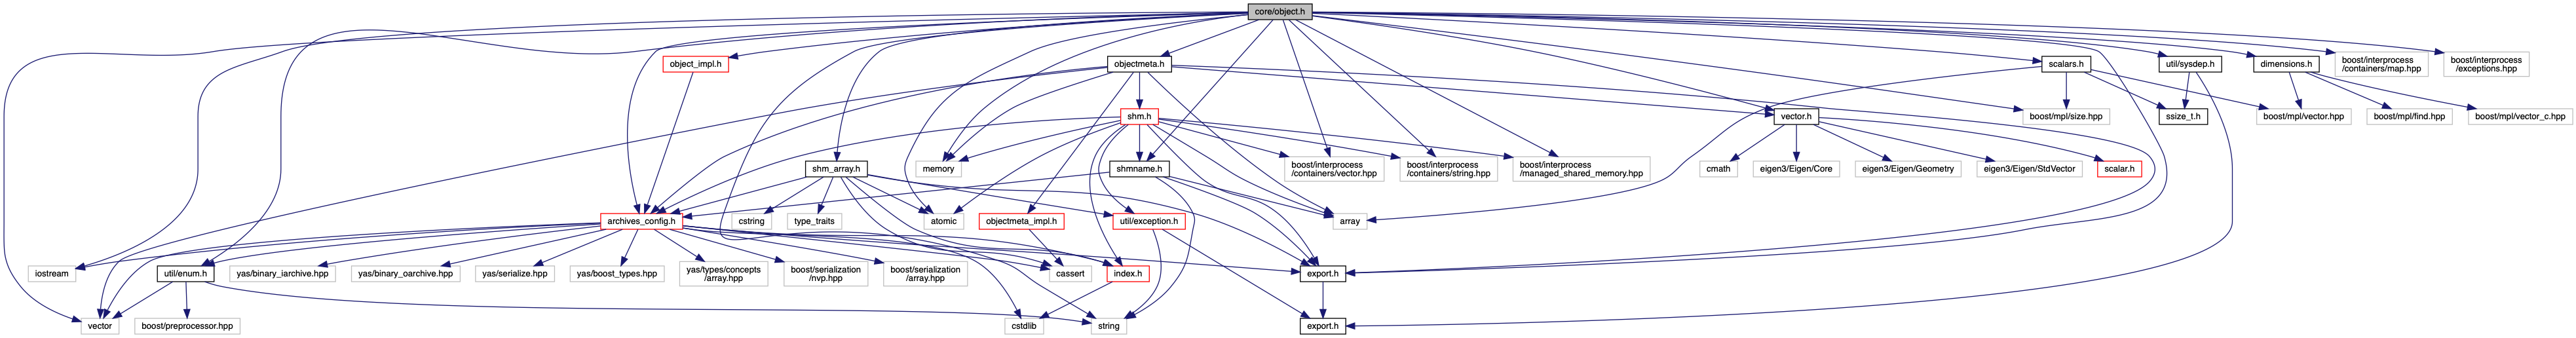 core/object.h
object_impl.h
objectmeta.h
scalars.h
util/sysdep.h
dimensions.h
boost/interprocess
/containers/map.hpp
boost/interprocess
/exceptions.hpp
shm.h
vector.h
boost/mpl/size.hpp
ssize_t.h
boost/mpl/vector.hpp
boost/mpl/find.hpp
boost/mpl/vector_c.hpp
shm_array.h
memory
shmname.h
boost/interprocess
/containers/vector.hpp
boost/interprocess
/containers/string.hpp
boost/interprocess
/managed_shared_memory.hpp
cmath
eigen3/Eigen/Core
eigen3/Eigen/Geometry
eigen3/Eigen/StdVector
scalar.h
archives_config.h
cstring
type_traits
atomic
objectmeta_impl.h
util/exception.h
array
iostream
util/enum.h
yas/binary_iarchive.hpp
yas/binary_oarchive.hpp
yas/serialize.hpp
yas/boost_types.hpp
yas/types/concepts
/array.hpp
boost/serialization
/nvp.hpp
boost/serialization
/array.hpp
cassert
index.h
export.h
vector
boost/preprocessor.hpp
cstdlib
string
export.h